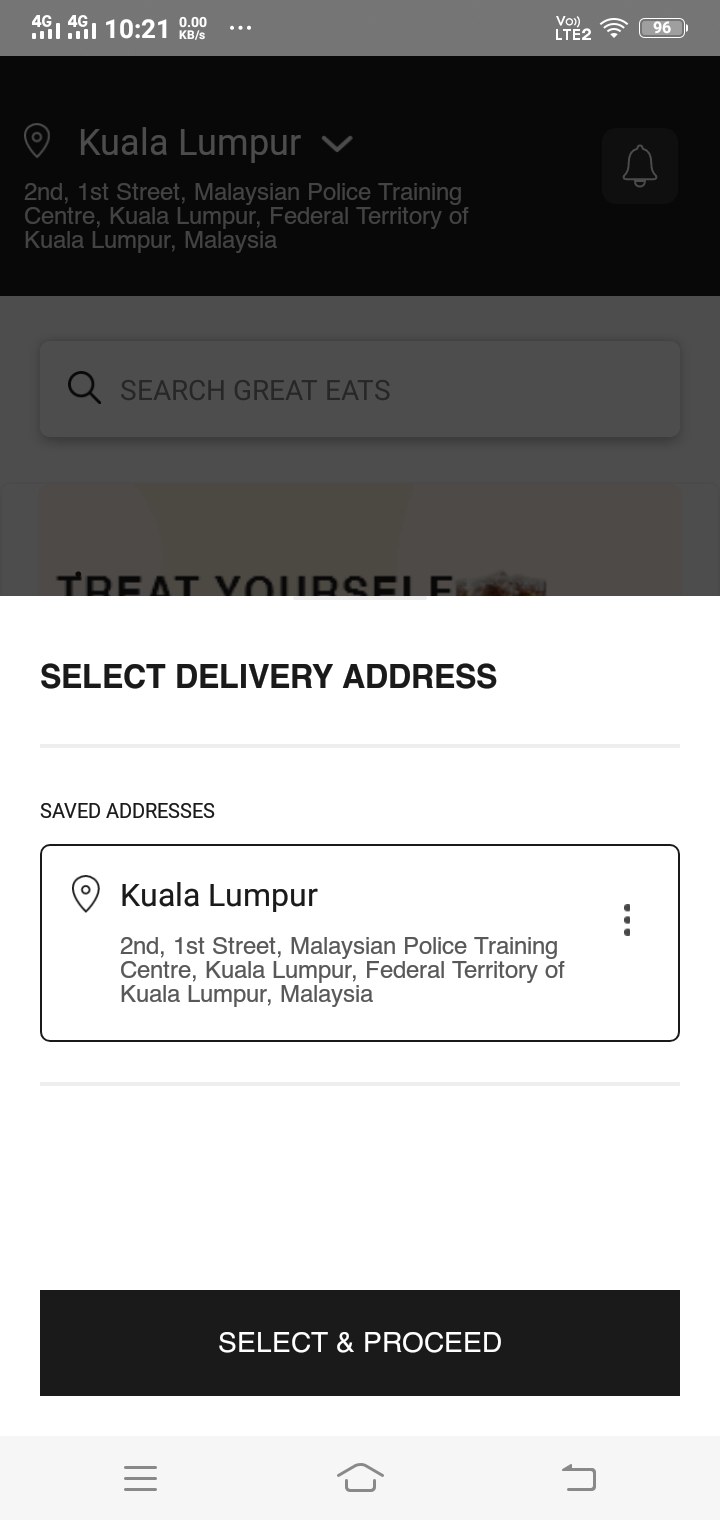 4G 4G 10:21 0.00 KB/s ... Vo)) LTE2 96
Kuala Lumpur
2nd, 1st Street, Malaysian Police Training
Centre, Kuala Lumpur, Federal Territory of
Kuala Lumpur, Malaysia
SEARCH GREAT EATS
TREAT YOURSELF
SELECT DELIVERY ADDRESS
SAVED ADDRESSES
Kuala Lumpur
2nd, 1st Street, Malaysian Police Training
Centre, Kuala Lumpur, Federal Territory of
Kuala Lumpur, Malaysia
SELECT & PROCEED